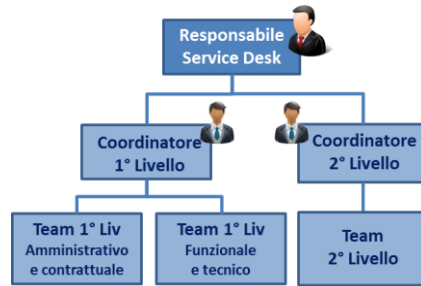 Responsabile
Service Desk
Coordinatore
1° Livello
Coordinatore
2° Livello
Team 1° Liv
Amministrativo
e contrattuale
Team 1° Liv
Funzionale
e tecnico
Team
2° Livello